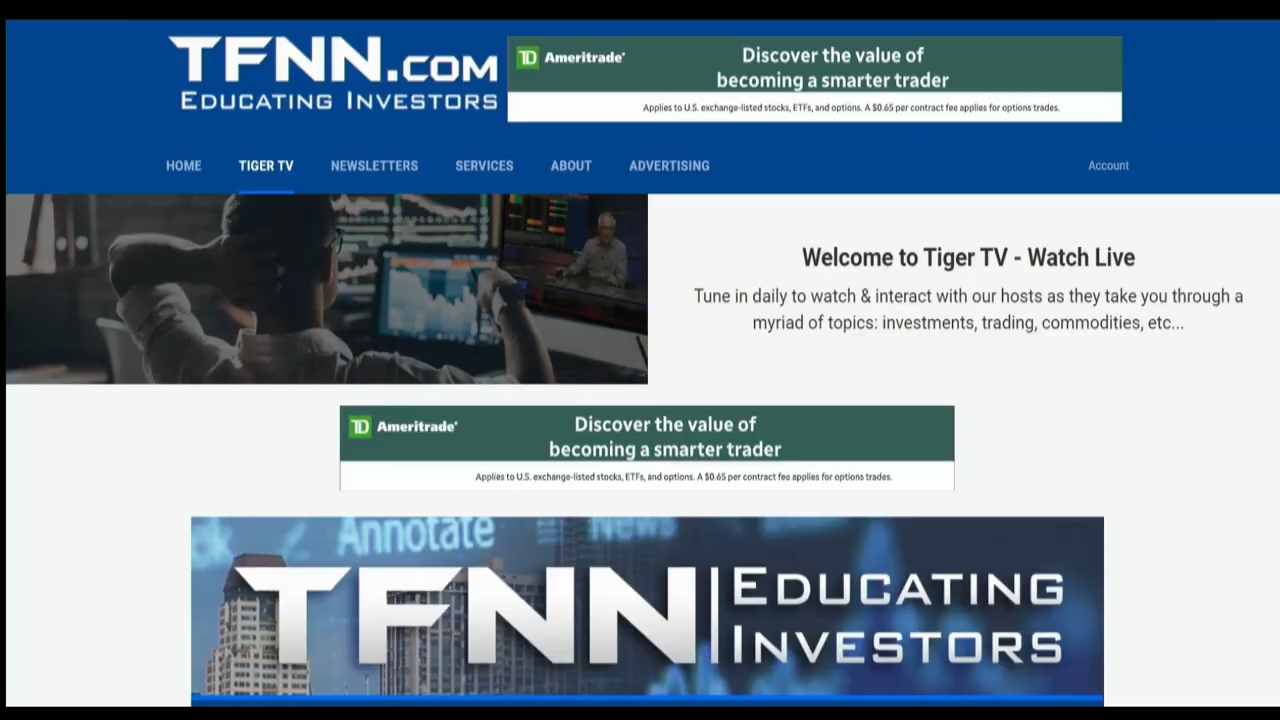 TFNN.COM
EDUCATING INVESTORS
TD Ameritrade
Discover the value of
becoming a smarter trader
Applies to U.S. exchange-listed stocks, ETFs, and options. A $0.65 per contract fee applies for options trades.
HOME
TIGER TV
NEWSLETTERS
SERVICES
ABOUT
ADVERTISING
Account
Welcome to Tiger TV - Watch Live
Tune in daily to watch & interact with our hosts as they take you through a
myriad of topics: investments, trading, commodities, etc...
TD Ameritrade
Discover the value of
becoming a smarter trader
Applies to U.S. exchange-listed stocks, ETFs, and options. A $0.65 per contract fee applies for options trades.
Annotate
News
TFNN
EDUCATING
INVESTORS